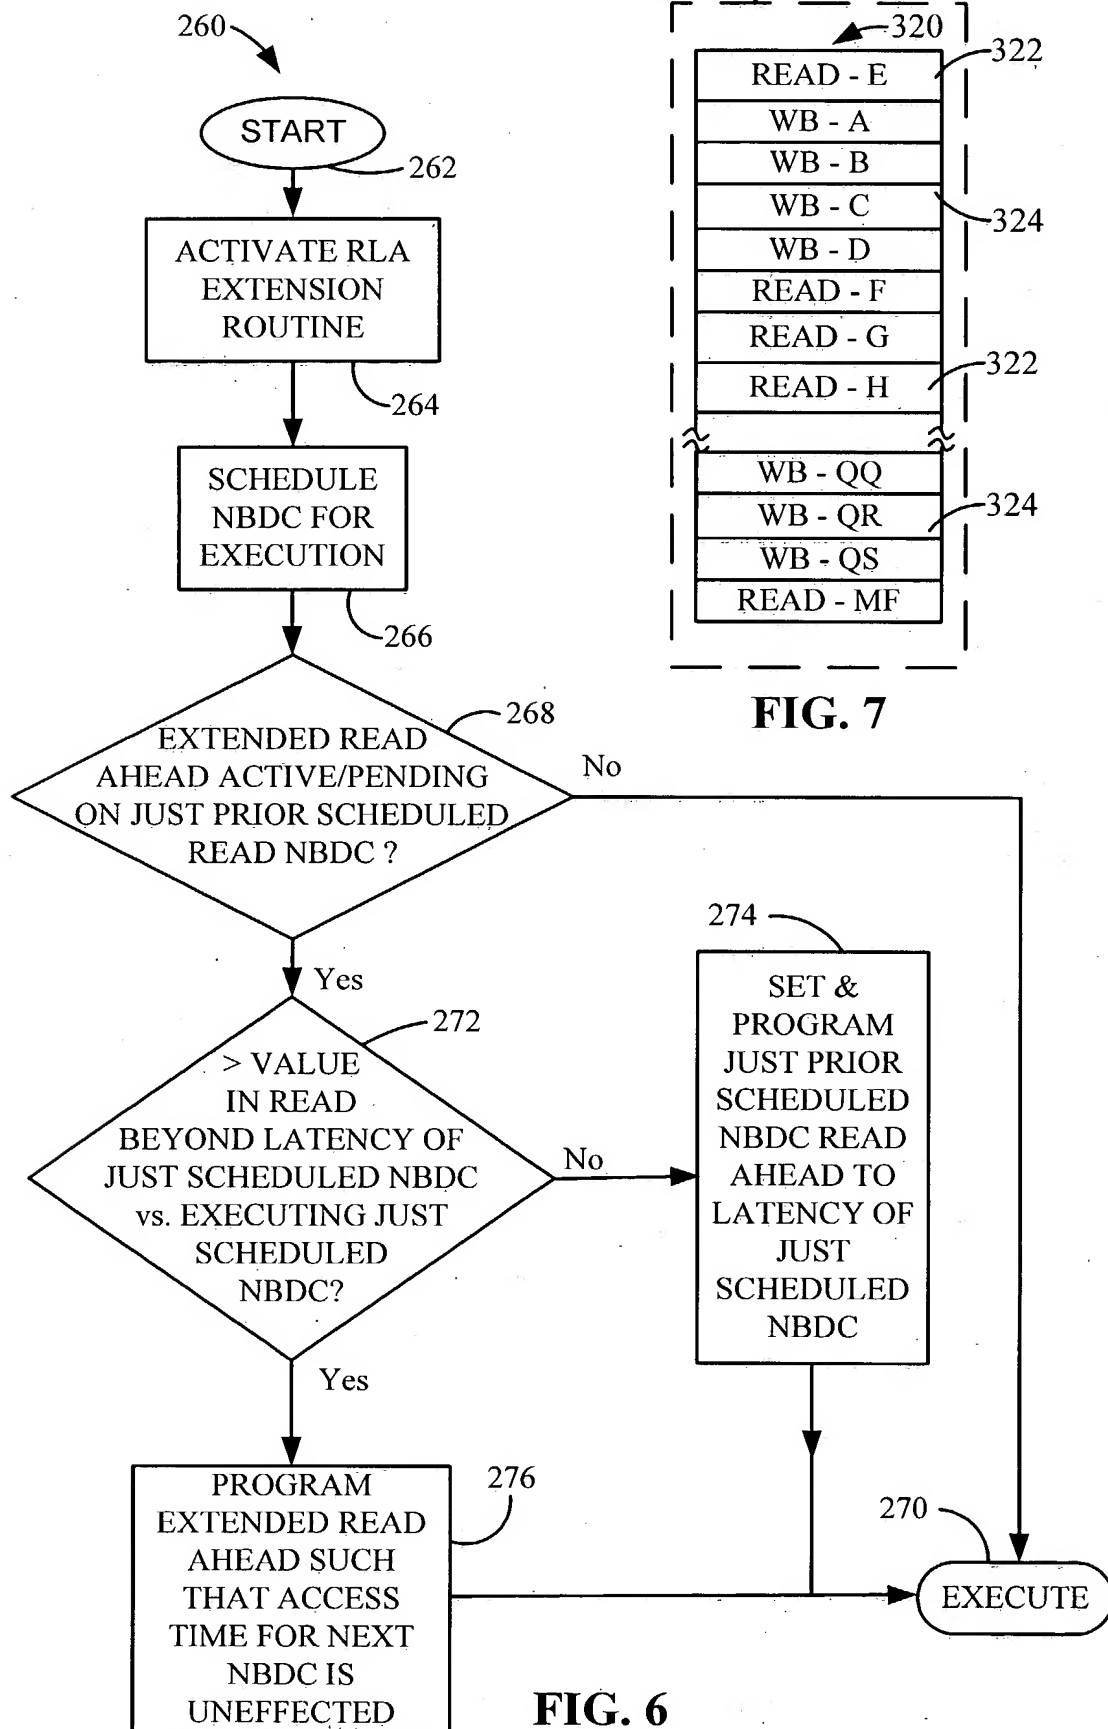 260
START
262
ACTIVATE RLA
EXTENSION
ROUTINE
264
SCHEDULE
NBDC FOR
EXECUTION
266
EXTENDED READ
AHEAD ACTIVE/PENDING
ON JUST PRIOR SCHEDULED
READ NBDC ?
268
No
Yes
> VALUE
IN READ
BEYOND LATENCY OF
JUST SCHEDULED NBDC
vs. EXECUTING JUST
SCHEDULED
NBDC?
272
No
Yes
274
SET &
PROGRAM
JUST PRIOR
SCHEDULED
NBDC READ
AHEAD TO
LATENCY OF
JUST
SCHEDULED
NBDC
PROGRAM
EXTENDED READ
AHEAD SUCH
THAT ACCESS
TIME FOR NEXT
NBDC IS
UNEFFECTED
276
270
EXECUTE
FIG. 6
320
READ - E
322
WB - A
WB - B
WB - C
324
WB - D
READ - F
READ - G
READ - H
322
WB - QQ
WB - QR
324
WB - QS
READ - MF
FIG. 7